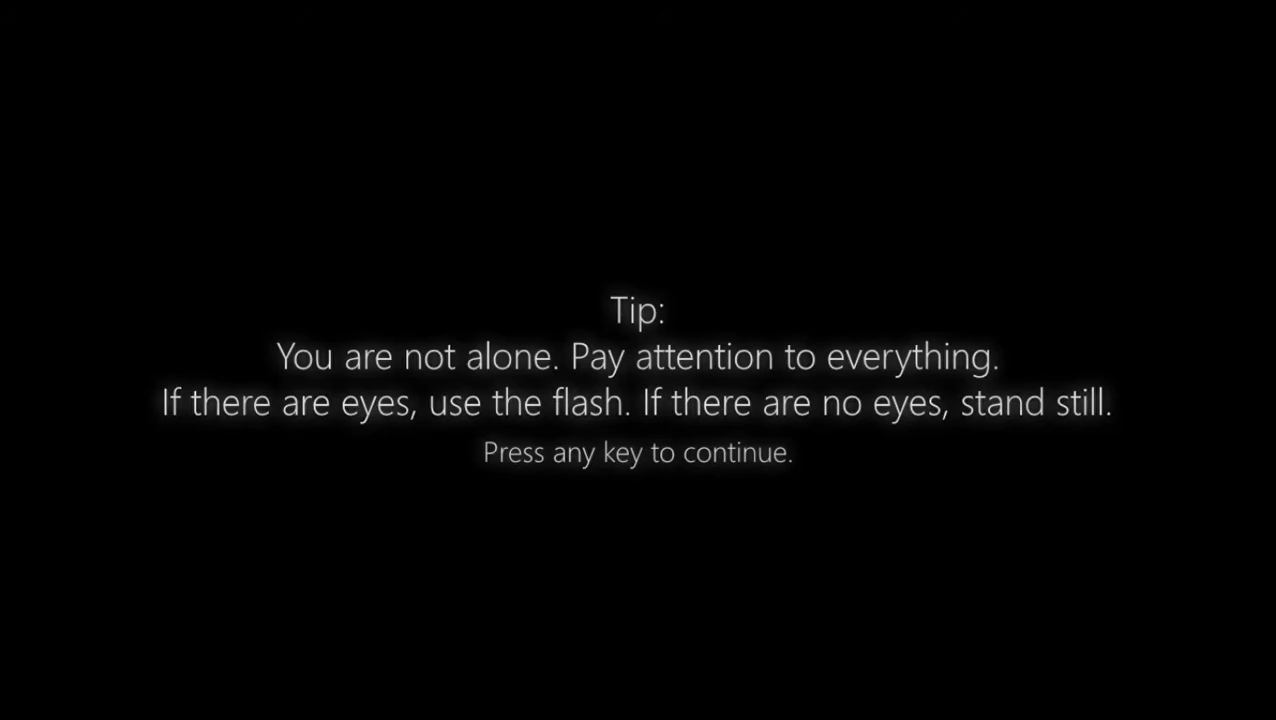 Tip:
You are not alone. Pay attention to everything.
If there are eyes, use the flash. If there are no eyes, stand still.
Press any key to continue.